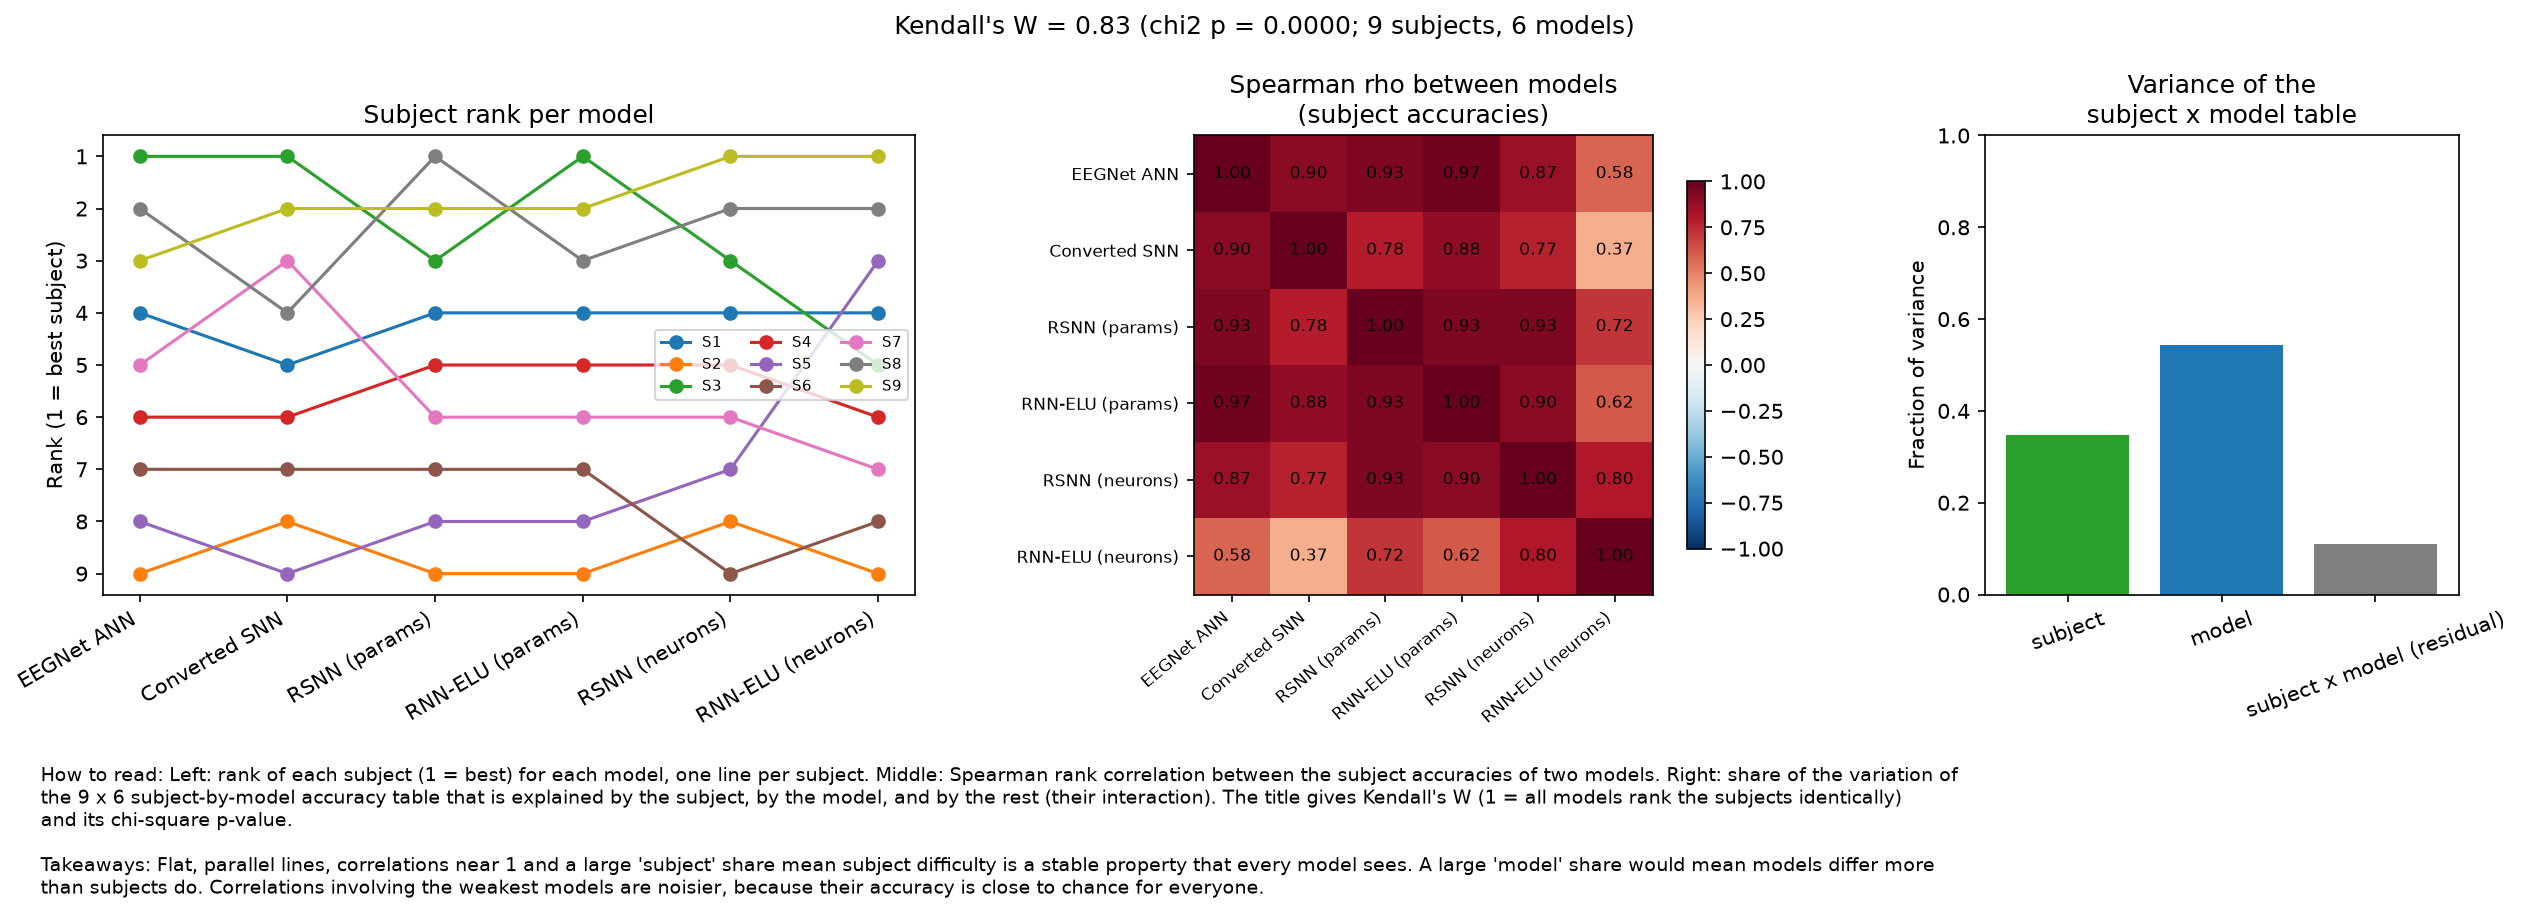 Kendall's W = 0.83 (chi2 p = 0.0000; 9 subjects, 6 models)
Subject rank per model
Rank (1 = best subject)
1
2
3
4
5
6
7
8
9
EEGNet ANN
Converted SNN
RSNN (params)
RNN-ELU (params)
RSNN (neurons)
RNN-ELU (neurons)
S1 S4 S7
S2 S5 S8
S3 S6 S9
Spearman rho between models
(subject accuracies)
EEGNet ANN 1.00 0.90 0.93 0.97 0.87 0.58
Converted SNN 0.90 1.00 0.78 0.88 0.77 0.37
RSNN (params) 0.93 0.78 1.00 0.93 0.93 0.72
RNN-ELU (params) 0.97 0.88 0.93 1.00 0.90 0.62
RSNN (neurons) 0.87 0.77 0.93 0.90 1.00 0.80
RNN-ELU (neurons) 0.58 0.37 0.72 0.62 0.80 1.00
EEGNet ANN
Converted SNN
RSNN (params)
RNN-ELU (params)
RSNN (neurons)
RNN-ELU (neurons)
1.00
0.75
0.50
0.25
0.00
−0.25
−0.50
−0.75
−1.00
Variance of the
subject x model table
Fraction of variance
1.0
0.8
0.6
0.4
0.2
0.0
subject
model
subject x model (residual)
How to read: Left: rank of each subject (1 = best) for each model, one line per subject. Middle: Spearman rank correlation between the subject accuracies of two models. Right: share of the variation of
the 9 x 6 subject-by-model accuracy table that is explained by the subject, by the model, and by the rest (their interaction). The title gives Kendall's W (1 = all models rank the subjects identically)
and its chi-square p-value.
Takeaways: Flat, parallel lines, correlations near 1 and a large 'subject' share mean subject difficulty is a stable property that every model sees. A large 'model' share would mean models differ more
than subjects do. Correlations involving the weakest models are noisier, because their accuracy is close to chance for everyone.